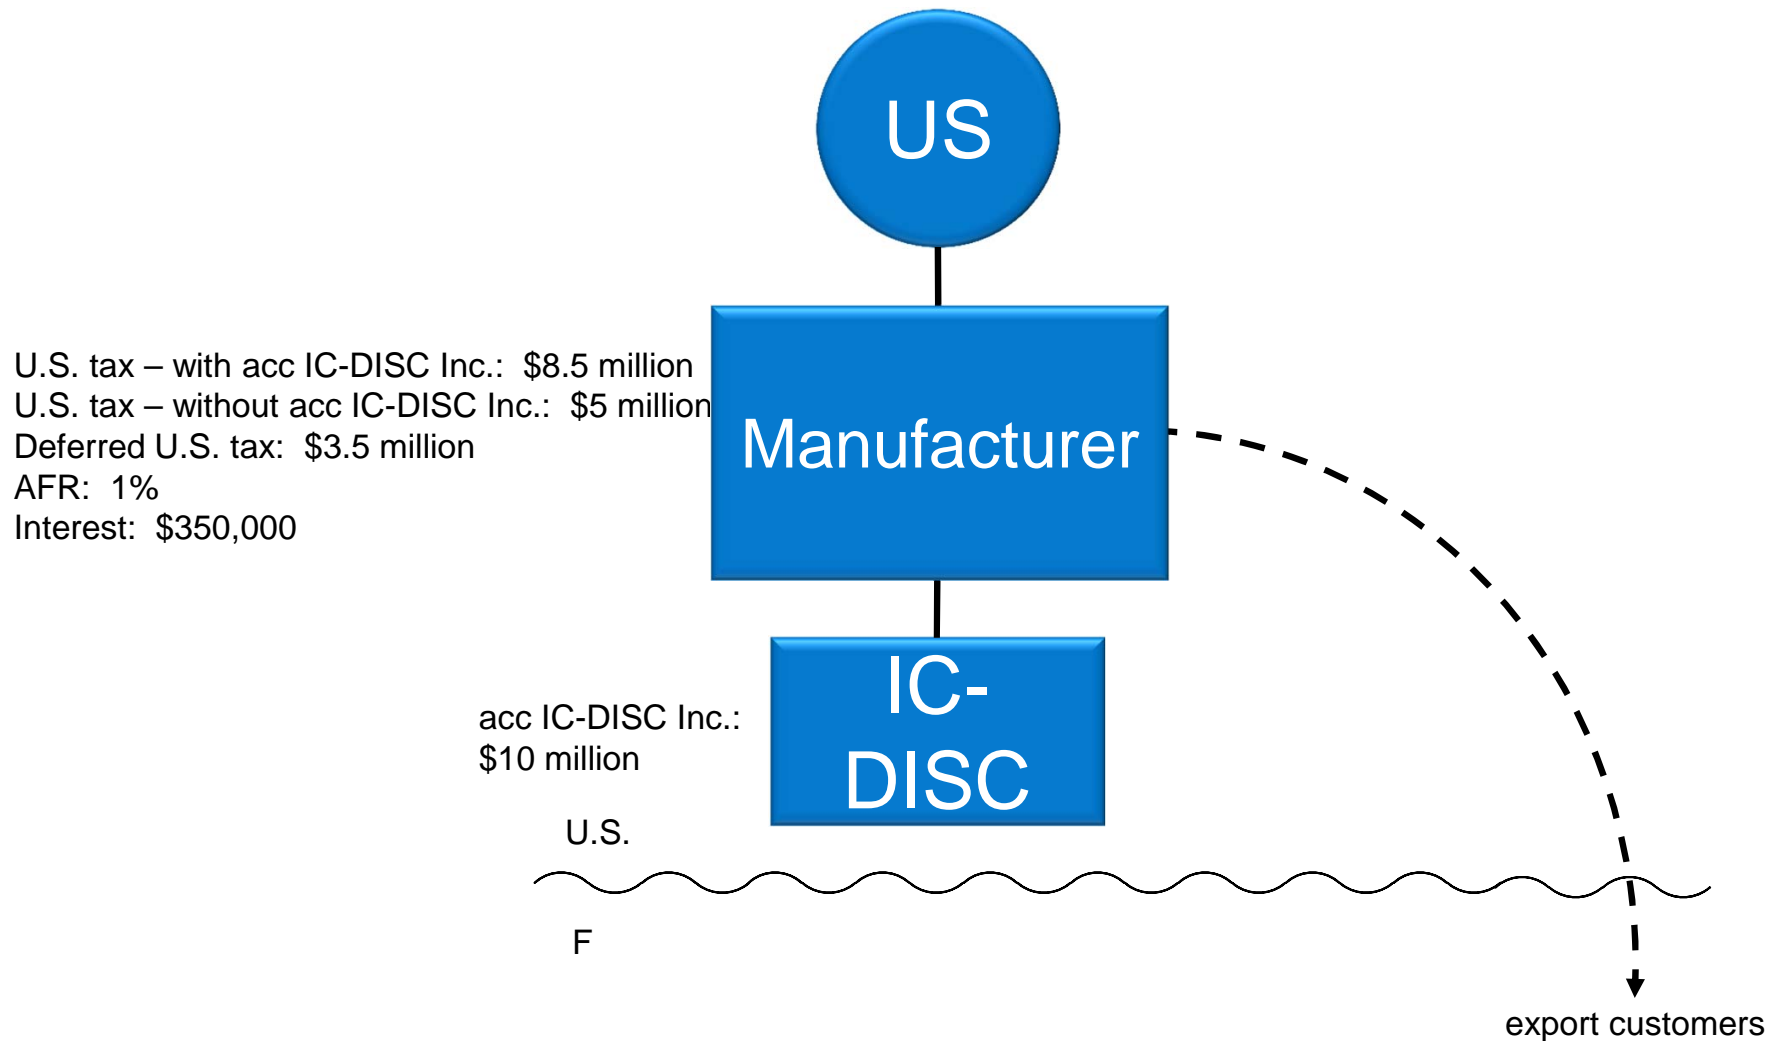 US
U.S. tax – with acc IC-DISC Inc.: $8.5 million
U.S. tax – without acc IC-DISC Inc.: $5 million
Deferred U.S. tax: $3.5 million
AFR: 1%
Interest: $350,000
Manufacturer
IC-
DISC
acc IC-DISC Inc.:
$10 million
U.S.
F
export customers